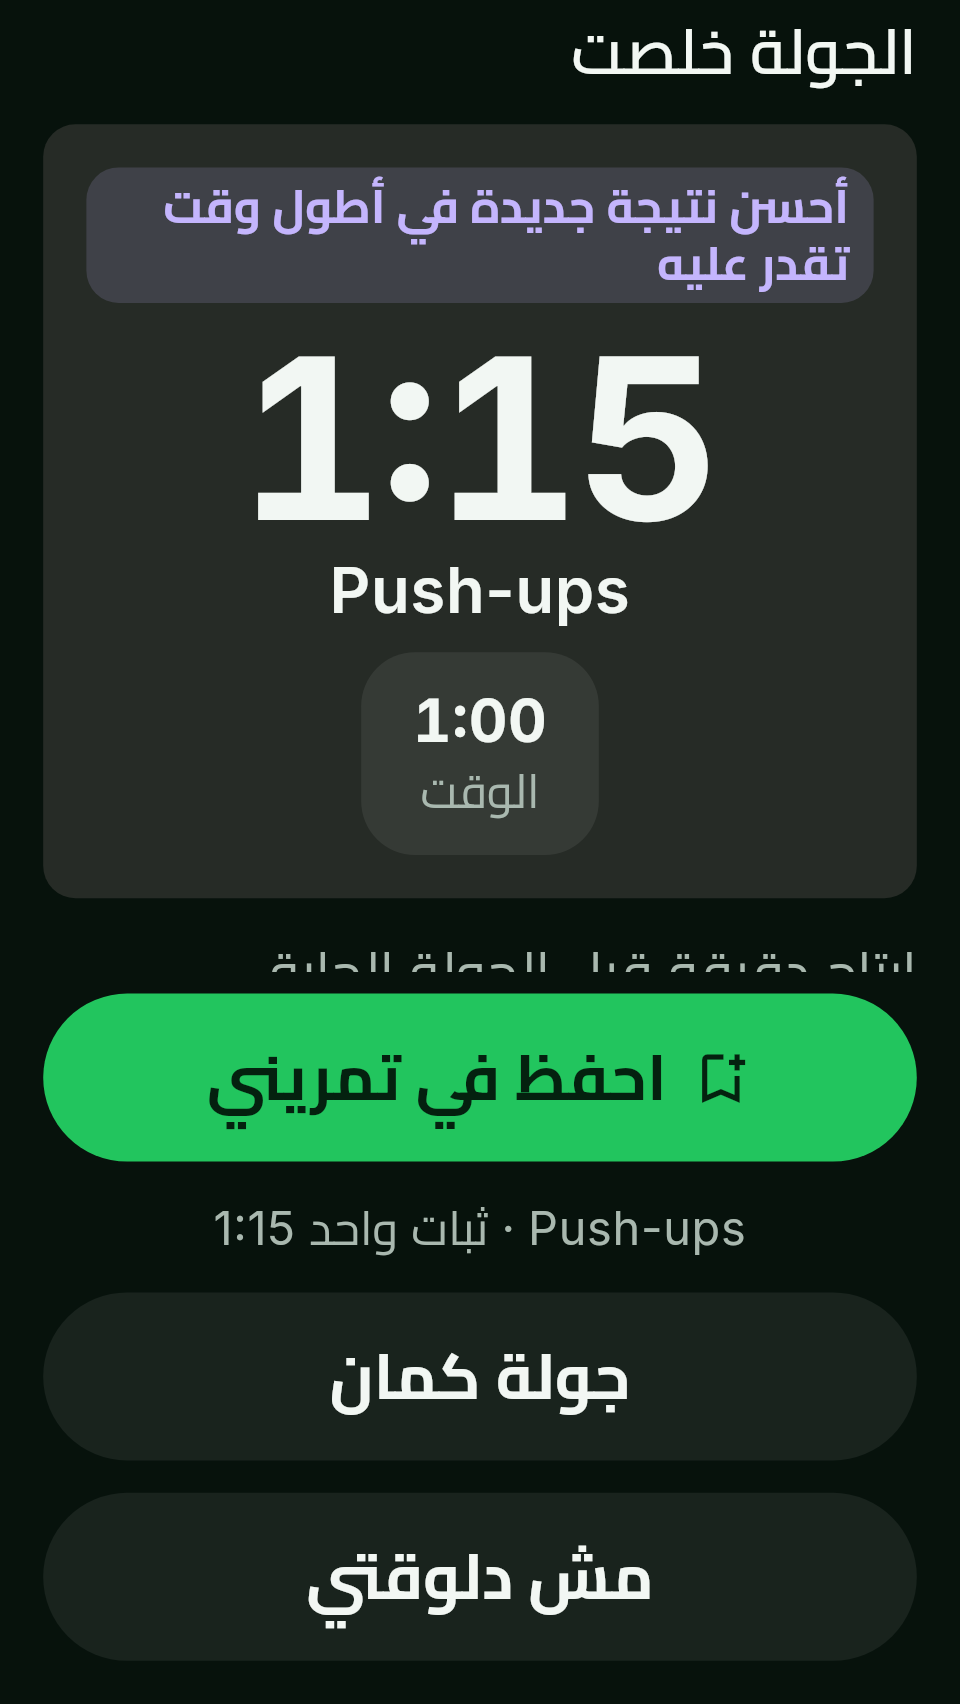 الجولة خلصت
أحسن نتيجة جديدة في أطول وقت
تقدر عليه
1:15
Push-ups
1:00
الوقت
احفظ في تمريني
Push-ups · ثبات واحد 1:15
جولة كمان
مش دلوقتي